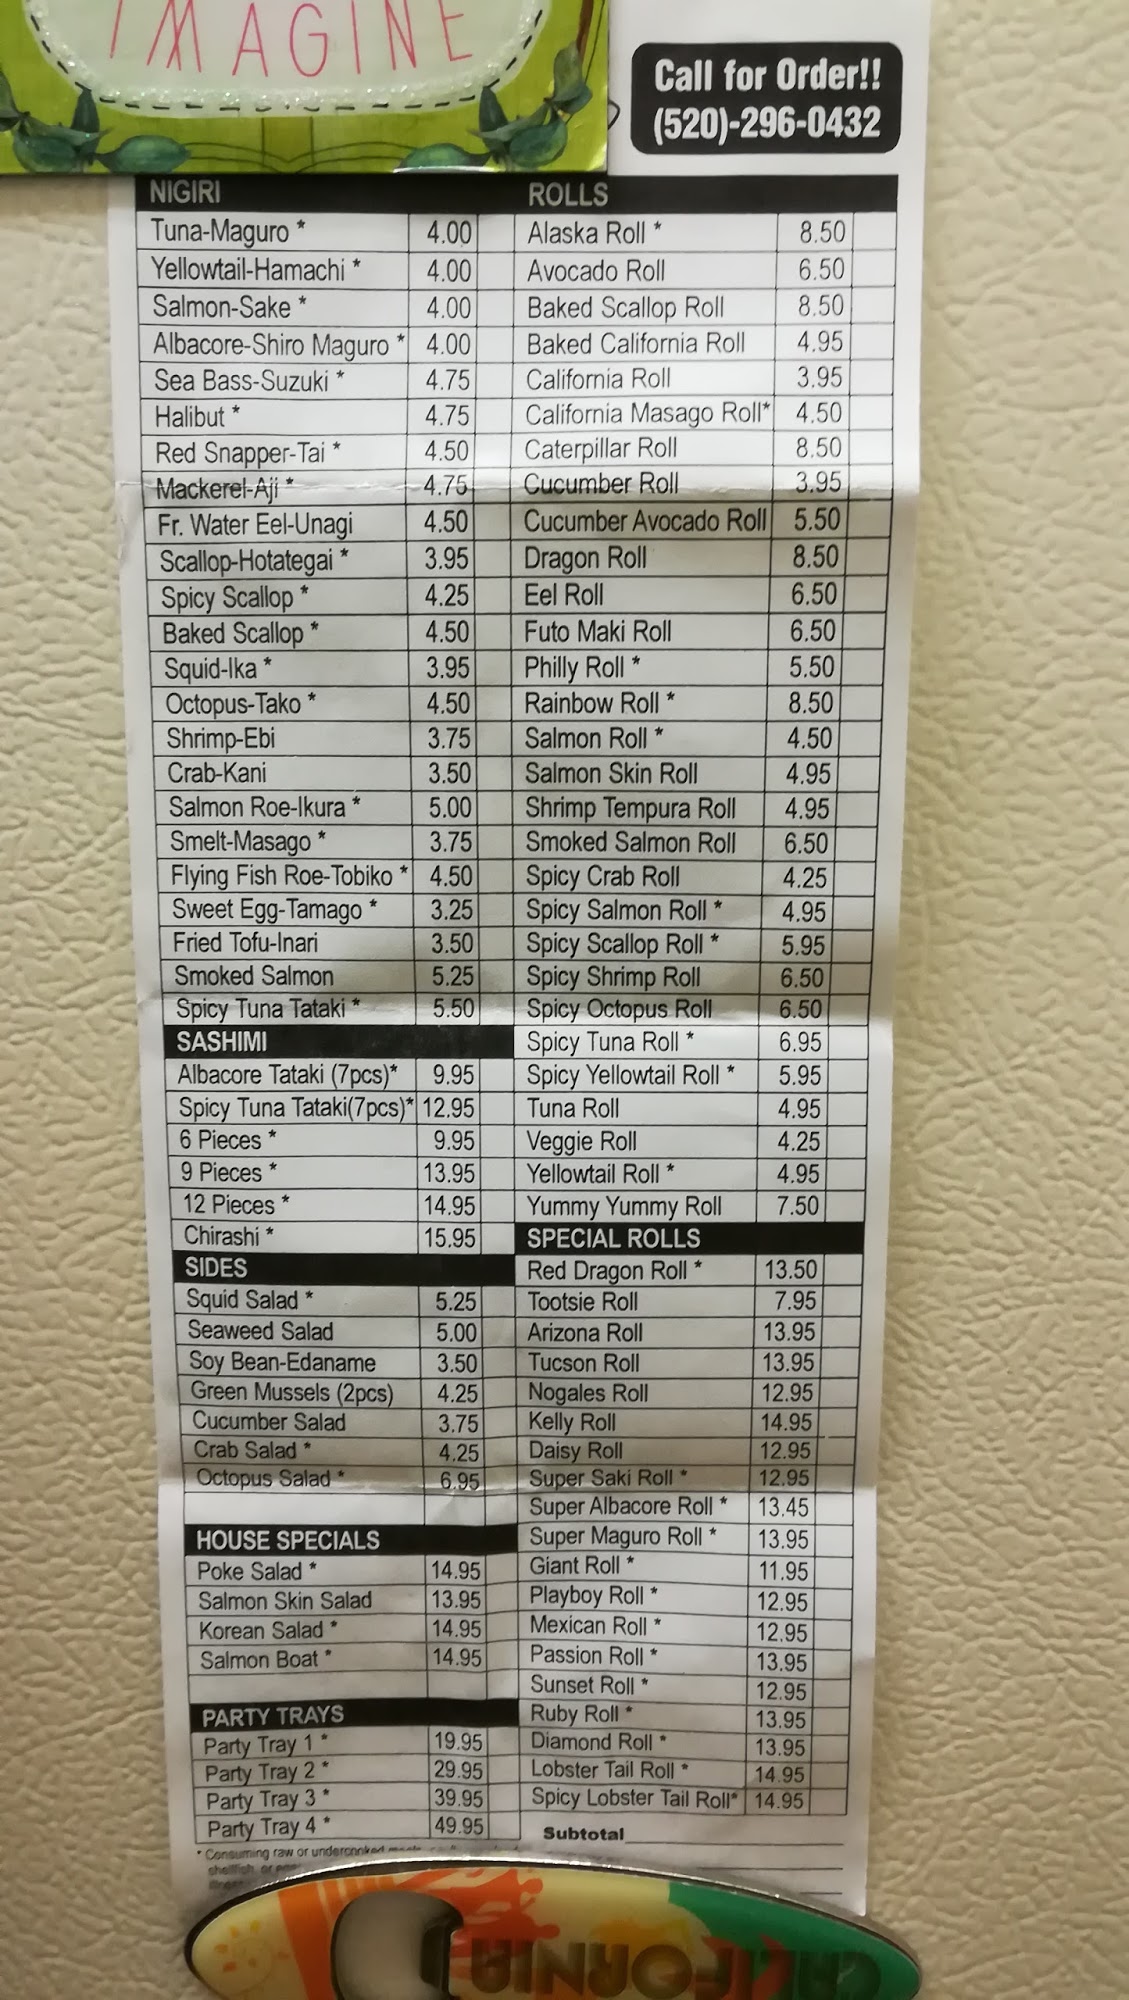 IMAGINE
Call for Order!!
(520)-296-0432
NIGIRI
Tuna-Maguro * 4.00
Yellowtail-Hamachi * 4.00
Salmon-Sake * 4.00
Albacore-Shiro Maguro * 4.00
Sea Bass-Suzuki * 4.75
Halibut * 4.75
Red Snapper-Tai * 4.50
Mackerel-Aji * 4.75
Fr. Water Eel-Unagi 4.50
Scallop-Hotategai * 3.95
Spicy Scallop * 4.25
Baked Scallop * 4.50
Squid-Ika * 3.95
Octopus-Tako * 4.50
Shrimp-Ebi 3.75
Crab-Kani 3.50
Salmon Roe-Ikura * 5.00
Smelt-Masago * 3.75
Flying Fish Roe-Tobiko * 4.50
Sweet Egg-Tamago * 3.25
Fried Tofu-Inari 3.50
Smoked Salmon 5.25
Spicy Tuna Tataki * 5.50
SASHIMI
Albacore Tataki (7pcs)* 9.95
Spicy Tuna Tataki(7pcs)* 12.95
6 Pieces * 9.95
9 Pieces * 13.95
12 Pieces * 14.95
Chirashi * 15.95
SIDES
Squid Salad * 5.25
Seaweed Salad 5.00
Soy Bean-Edaname 3.50
Green Mussels (2pcs) 4.25
Cucumber Salad 3.75
Crab Salad * 4.25
Octopus Salad * 6.95
HOUSE SPECIALS
Poke Salad * 14.95
Salmon Skin Salad 13.95
Korean Salad * 14.95
Salmon Boat * 14.95
PARTY TRAYS
Party Tray 1 * 19.95
Party Tray 2 * 29.95
Party Tray 3 * 39.95
Party Tray 4 * 49.95
* Consuming raw or undercooked
shellfish, or
ROLLS
Alaska Roll * 8.50
Avocado Roll 6.50
Baked Scallop Roll 8.50
Baked California Roll 4.95
California Roll 3.95
California Masago Roll* 4.50
Caterpillar Roll 8.50
Cucumber Roll 3.95
Cucumber Avocado Roll 5.50
Dragon Roll 8.50
Eel Roll 6.50
Futo Maki Roll 6.50
Philly Roll * 5.50
Rainbow Roll * 8.50
Salmon Roll * 4.50
Salmon Skin Roll 4.95
Shrimp Tempura Roll 4.95
Smoked Salmon Roll 6.50
Spicy Crab Roll 4.25
Spicy Salmon Roll * 4.95
Spicy Scallop Roll * 5.95
Spicy Shrimp Roll 6.50
Spicy Octopus Roll 6.50
Spicy Tuna Roll * 6.95
Spicy Yellowtail Roll * 5.95
Tuna Roll 4.95
Veggie Roll 4.25
Yellowtail Roll * 4.95
Yummy Yummy Roll 7.50
SPECIAL ROLLS
Red Dragon Roll * 13.50
Tootsie Roll 7.95
Arizona Roll 13.95
Tucson Roll 13.95
Nogales Roll 12.95
Kelly Roll 14.95
Daisy Roll 12.95
Super Saki Roll * 12.95
Super Albacore Roll * 13.45
Super Maguro Roll * 13.95
Giant Roll * 11.95
Playboy Roll * 12.95
Mexican Roll * 12.95
Passion Roll * 13.95
Sunset Roll * 12.95
Ruby Roll * 13.95
Diamond Roll * 13.95
Lobster Tail Roll * 14.95
Spicy Lobster Tail Roll* 14.95
Subtotal
CALIFORNIA